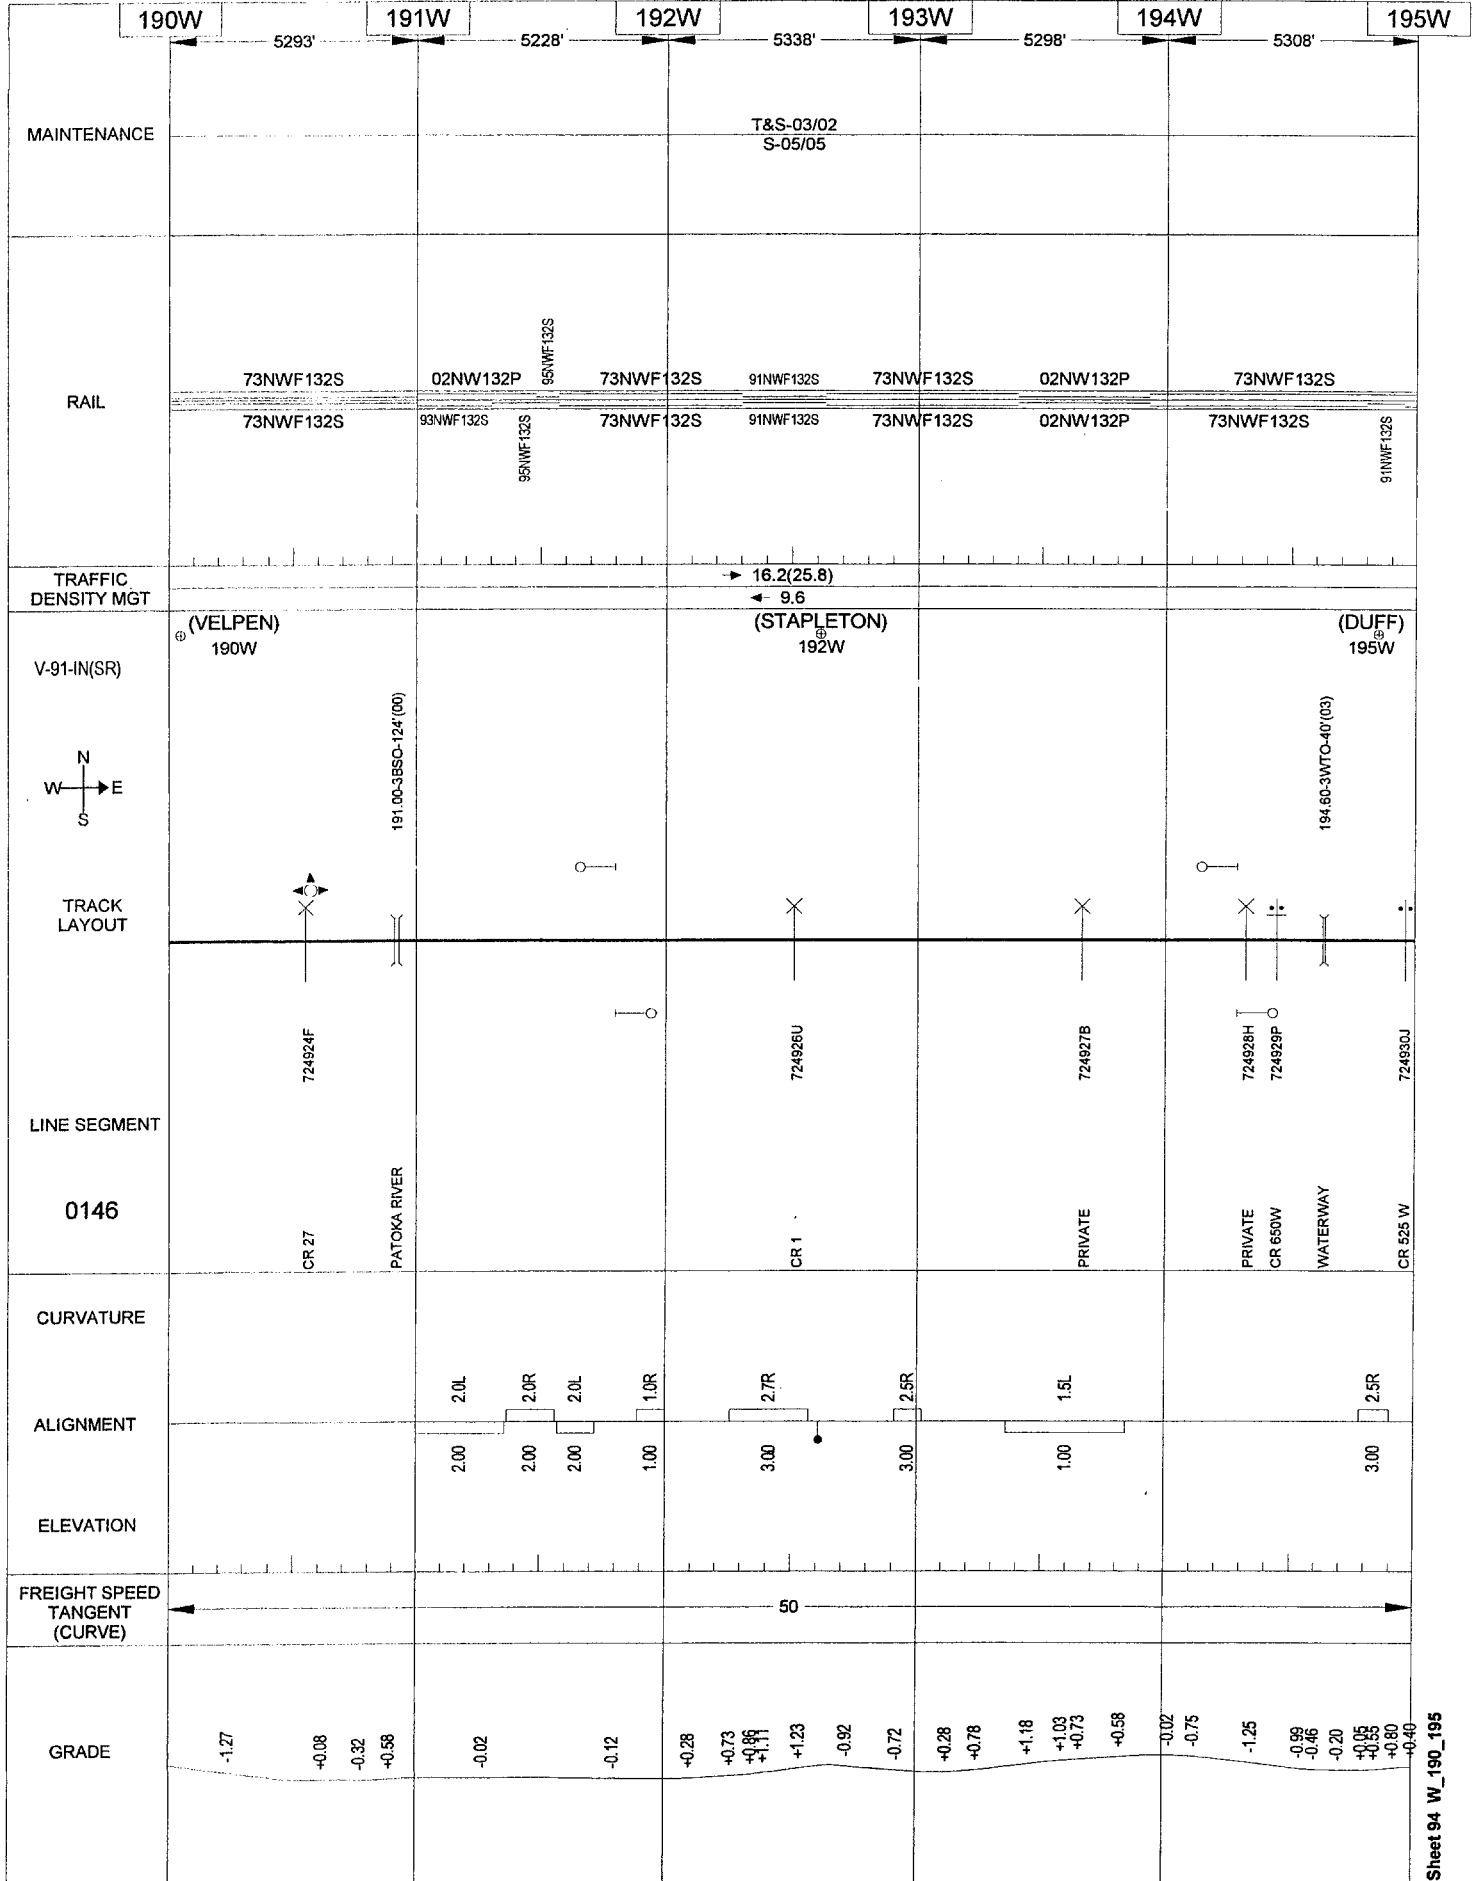 190W 191W 192W 193W 194W 195W
5293' 5228' 5338' 5298' 5308'
MAINTENANCE
T&S-03/02
S-05/05
RAIL
73NWF132S 02NW132P 95NWF132S 73NWF132S 91NWF132S 73NWF132S 02NW132P 73NWF132S
73NWF132S 93NWF132S 95NWF132S 73NWF132S 91NWF132S 73NWF132S 02NW132P 73NWF132S 91NWF132S
TRAFFIC
DENSITY MGT
16.2(25.8)
9.6
(VELPEN) (STAPLETON) (DUFF)
190W 192W 195W
V-91-IN(SR)
191.00-3BSO-124'(00) 194.60-3WTO-40'(03)
N
W E
S
TRACK
LAYOUT
724924F 724926U 724927B 724928H 724929P 724930J
LINE SEGMENT
0146
CR 27 PATOKA RIVER CR 1 PRIVATE PRIVATE CR 650W WATERWAY CR 525 W
CURVATURE
2.0L 2.0R 2.0L 1.0R 2.7R 2.5R 1.5L 2.5R
ALIGNMENT
2.00 2.00 2.00 1.00 3.00 3.00 1.00 3.00
ELEVATION
FREIGHT SPEED
TANGENT
(CURVE)
50
GRADE
-1.27 +0.08 -0.32 +0.58 -0.02 -0.12 +0.28 +0.73 +0.86 +1.11 +1.23 -0.92 -0.72 +0.28 +0.78 +1.18 +1.03 +0.73 +0.58 -0.02 -0.75 -1.25 -0.99 -0.46 -0.20 +0.05 +0.55 +0.80 +0.40
Sheet 94 W_190_195